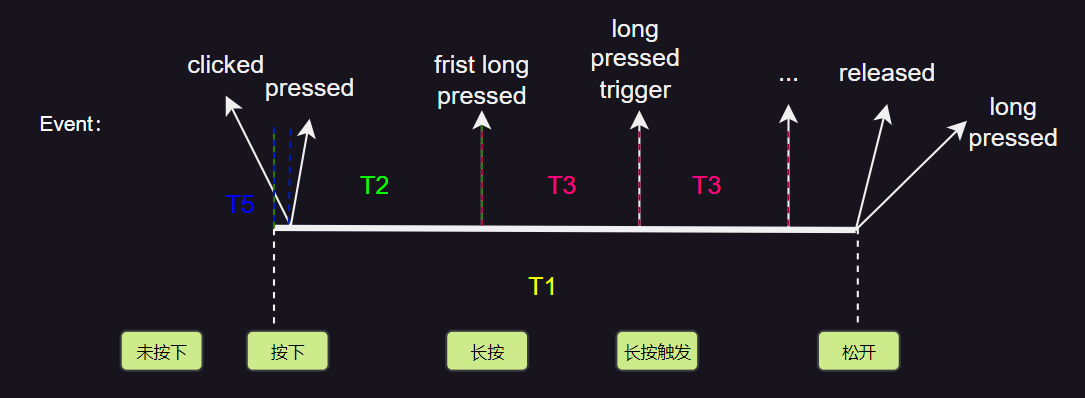 long
pressed
trigger
clicked
pressed
frist long
pressed
...
released
long
pressed
Event:
T5
T2
T3
T3
T1
未按下
按下
长按
长按触发
松开